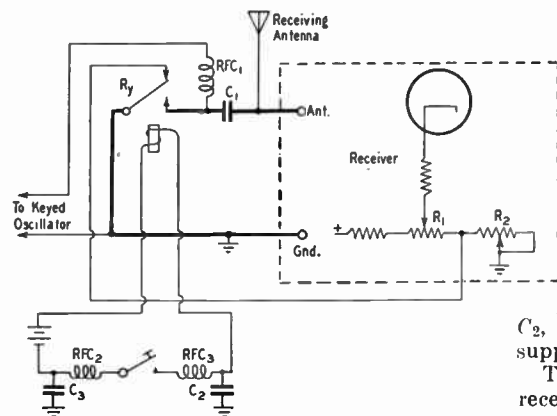 Receiving
Antenna
RFC₁
Ry
C₁
Ant.
Receiver
To Keyed
Oscillator
R₁
R₂
+
Gnd.
RFC₂
RFC₃
C₃
C₂
C₂,
supp
T
rece